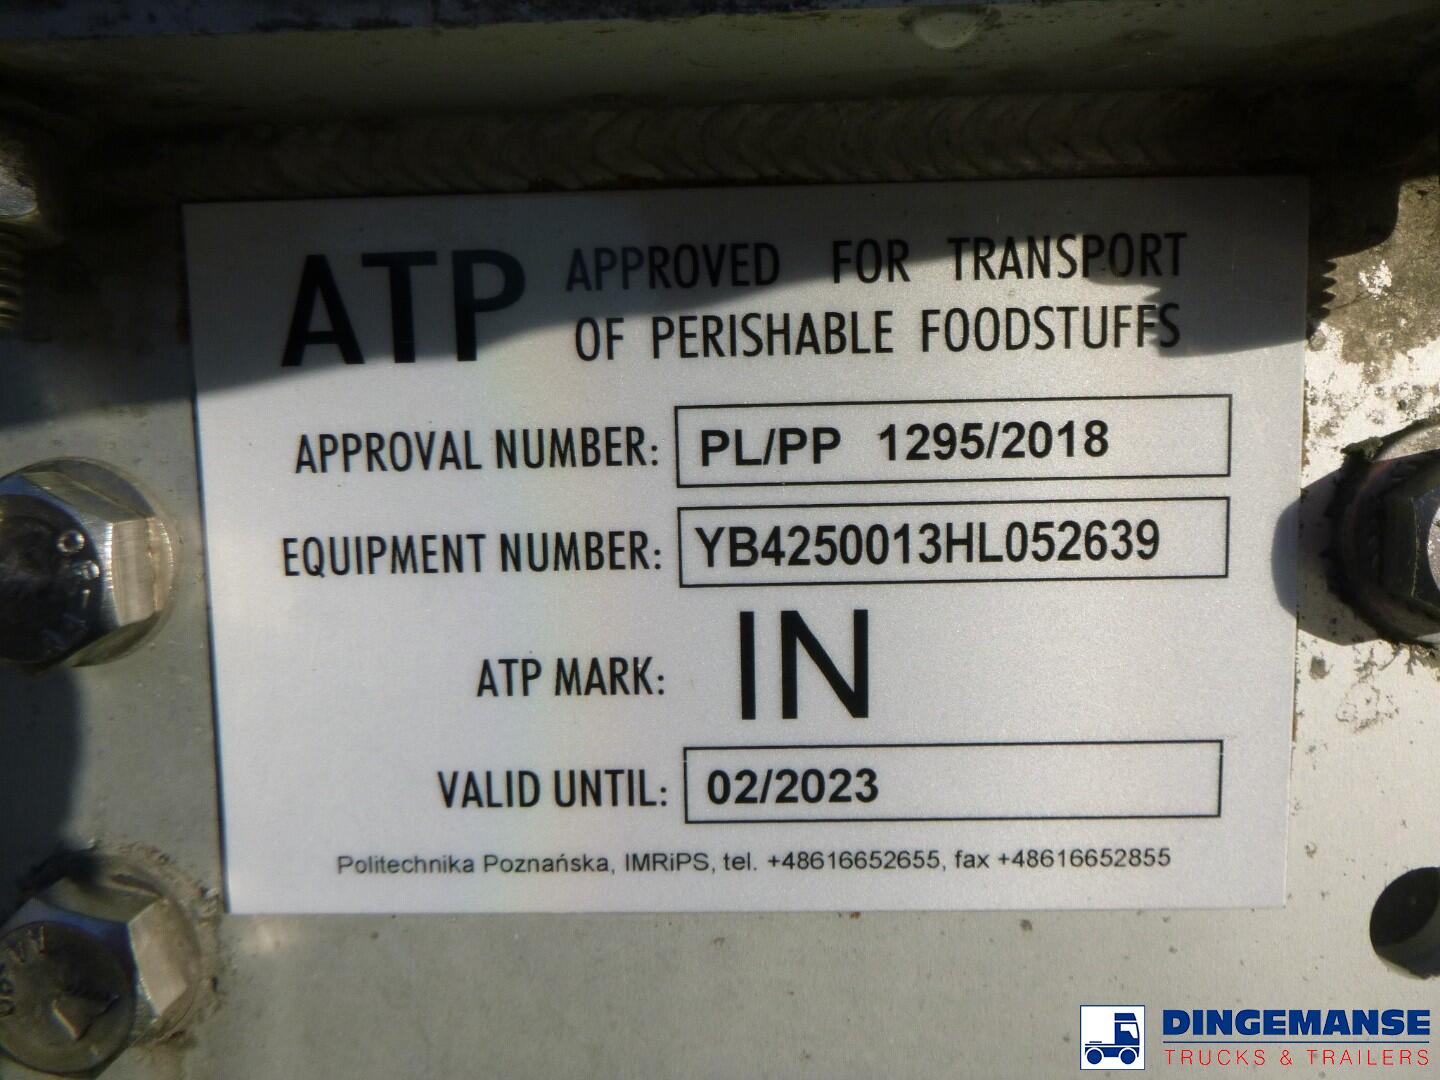 ATP APPROVED FOR TRANSPORT
OF PERISHABLE FOODSTUFFS
APPROVAL NUMBER: PL/PP 1295/2018
EQUIPMENT NUMBER: YB4250013HL052639
ATP MARK: IN
VALID UNTIL: 02/2023
Politechnika Poznańska, IMRiPS, tel. +48616652655, fax +48616652855
DINGEMANSE
TRUCKS & TRAILERS